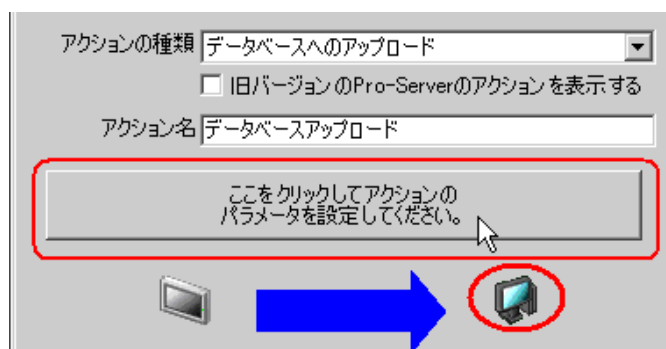 アクションの種類 データベースへのアップロード
旧バージョンのPro-Serverのアクションを表示する
アクション名 データベースアップロード
ここをクリックしてアクションの
パラメータを設定してください。